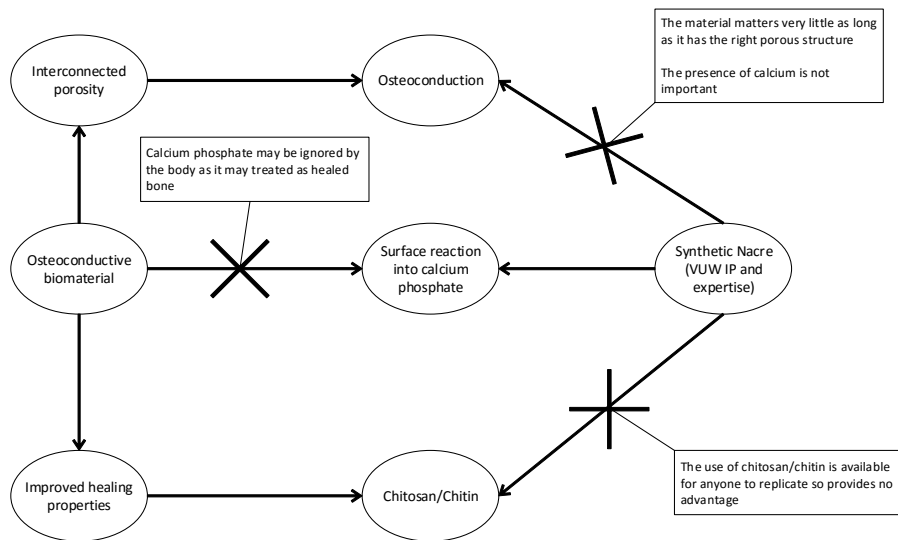 The material matters very little as long
as it has the right porous structure
The presence of calcium is not
important
Interconnected
porosity
Osteoconduction
Calcium phosphate may be ignored by
the body as it may treated as healed
bone
Osteoconductive
biomaterial
Surface reaction
into calcium
phosphate
Synthetic Nacre
(VUW IP and
expertise)
Improved healing
properties
Chitosan/Chitin
The use of chitosan/chitin is available
for anyone to replicate so provides no
advantage